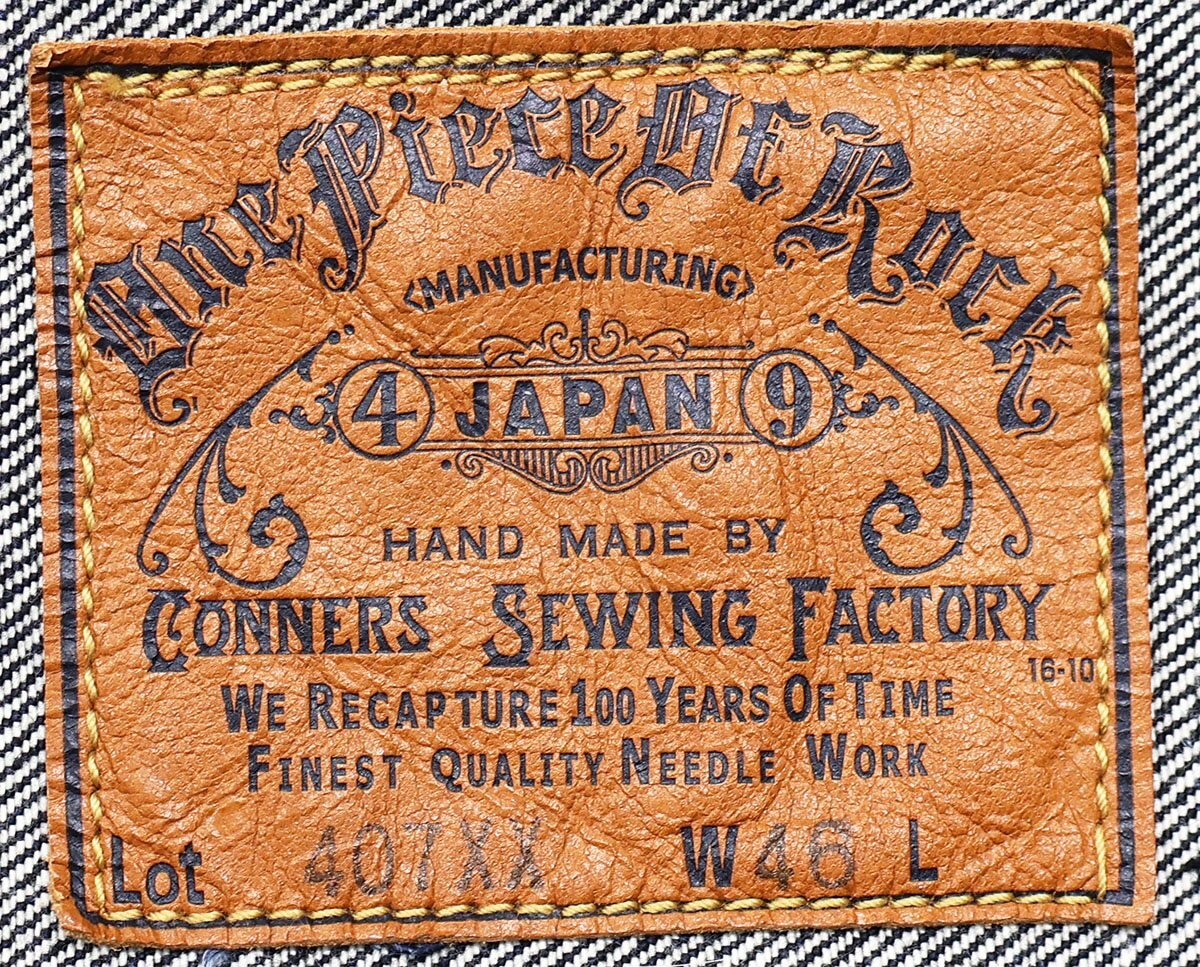 One Piece Of Rock
<MANUFACTURING>
4 JAPAN 9
HAND MADE BY
CONNERS SEWING FACTORY
16-10
WE RECAPTURE 100 YEARS OF TIME
FINEST QUALITY NEEDLE WORK
Lot 407XX W46 L